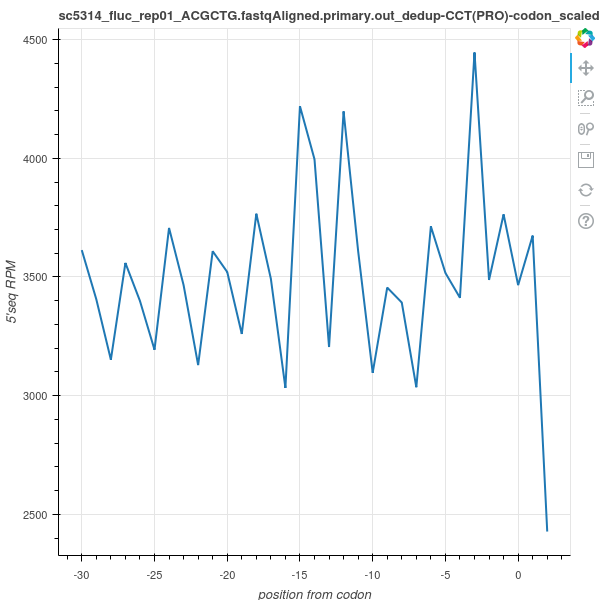 sc5314_fluc_rep01_ACGCTG.fastqAligned.primary.out_dedup-CCT(PRO)-codon_scaled
4500
4000
3500
3000
2500
5'seq RPM
-30 -25 -20 -15 -10 -5 0
position from codon